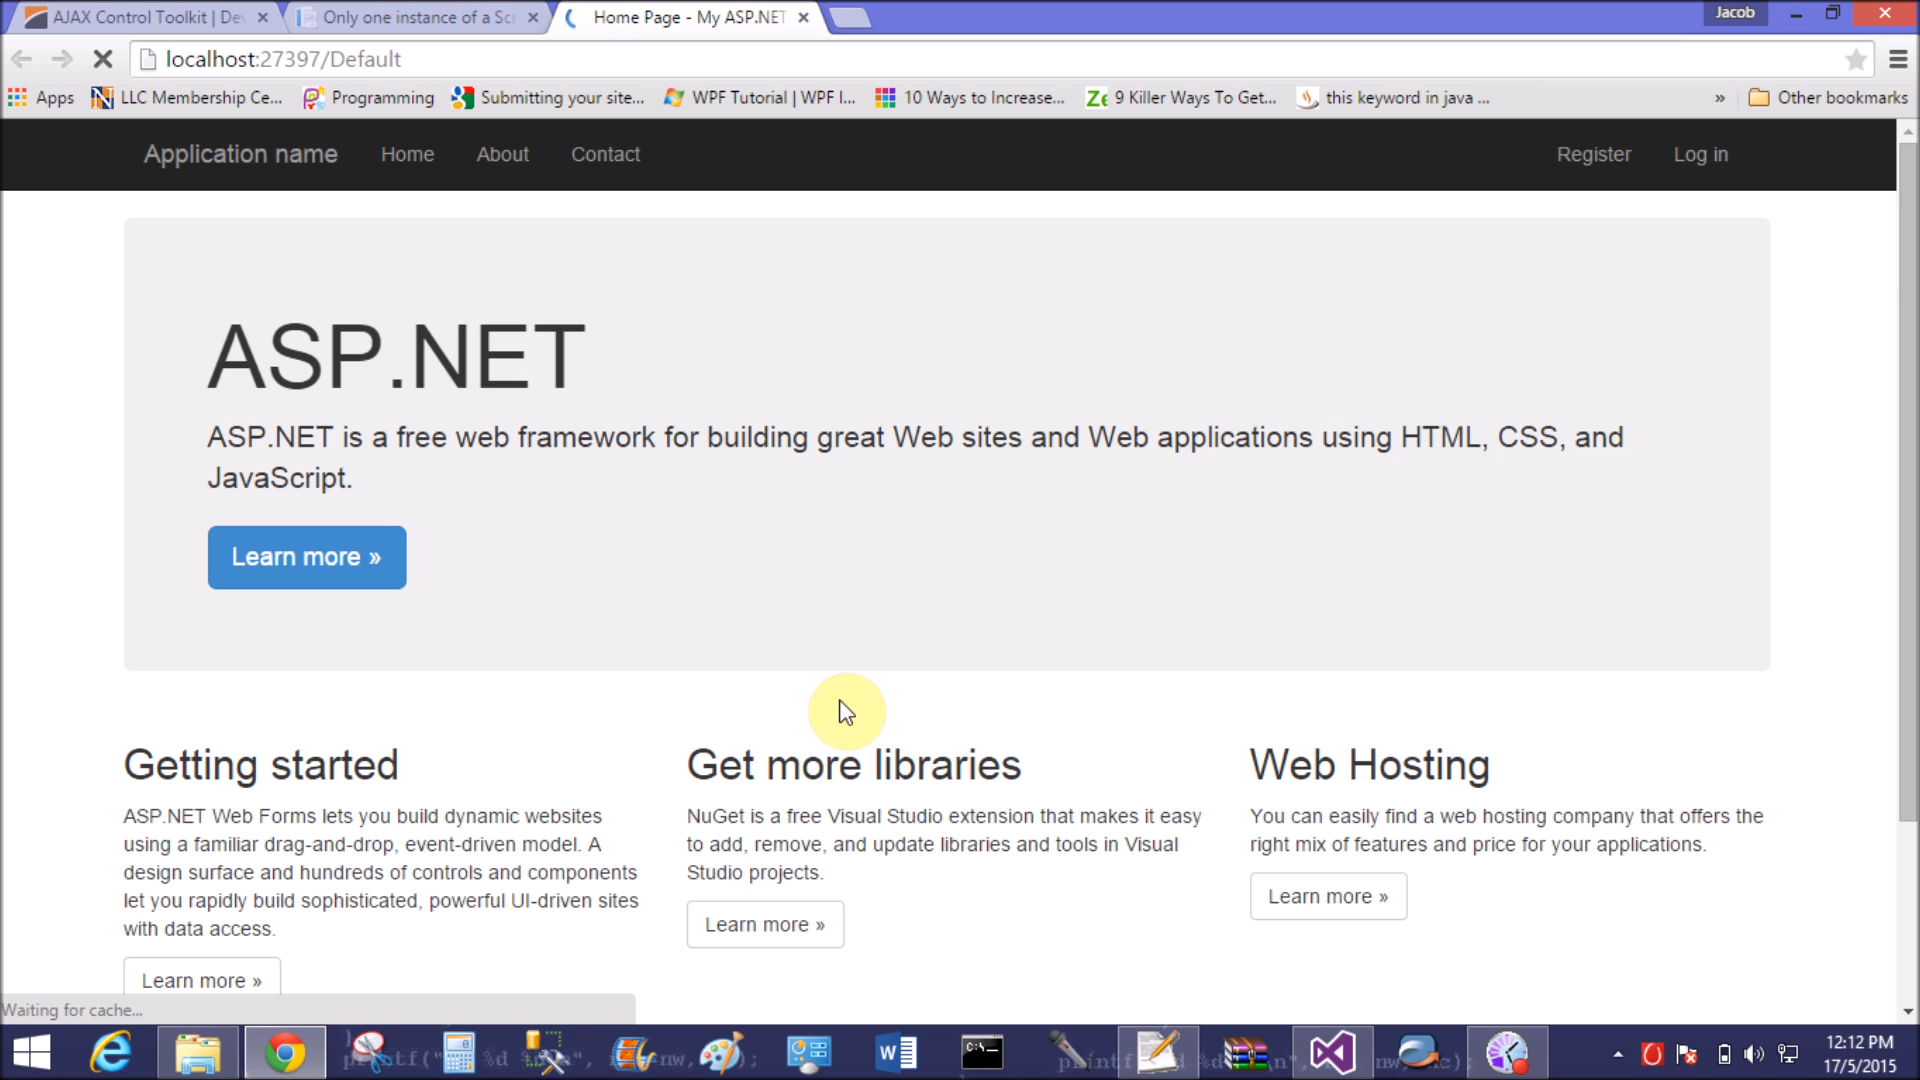 AJAX Control Toolkit | De
Only one instance of a Scr
Home Page - My ASP.NET
Jacob
localhost:27397/Default
Apps
LLC Membership Ce...
Programming
Submitting your site...
WPF Tutorial | WPF I...
10 Ways to Increase...
9 Killer Ways To Get...
this keyword in java ...
»
Other bookmarks
Application name
Home
About
Contact
Register
Log in
ASP.NET
ASP.NET is a free web framework for building great Web sites and Web applications using HTML, CSS, and
JavaScript.
Learn more »
Getting started
ASP.NET Web Forms lets you build dynamic websites
using a familiar drag-and-drop, event-driven model. A
design surface and hundreds of controls and components
let you rapidly build sophisticated, powerful UI-driven sites
with data access.
Learn more »
Get more libraries
NuGet is a free Visual Studio extension that makes it easy
to add, remove, and update libraries and tools in Visual
Studio projects.
Learn more »
Web Hosting
You can easily find a web hosting company that offers the
right mix of features and price for your applications.
Learn more »
Waiting for cache...
12:12 PM
17/5/2015